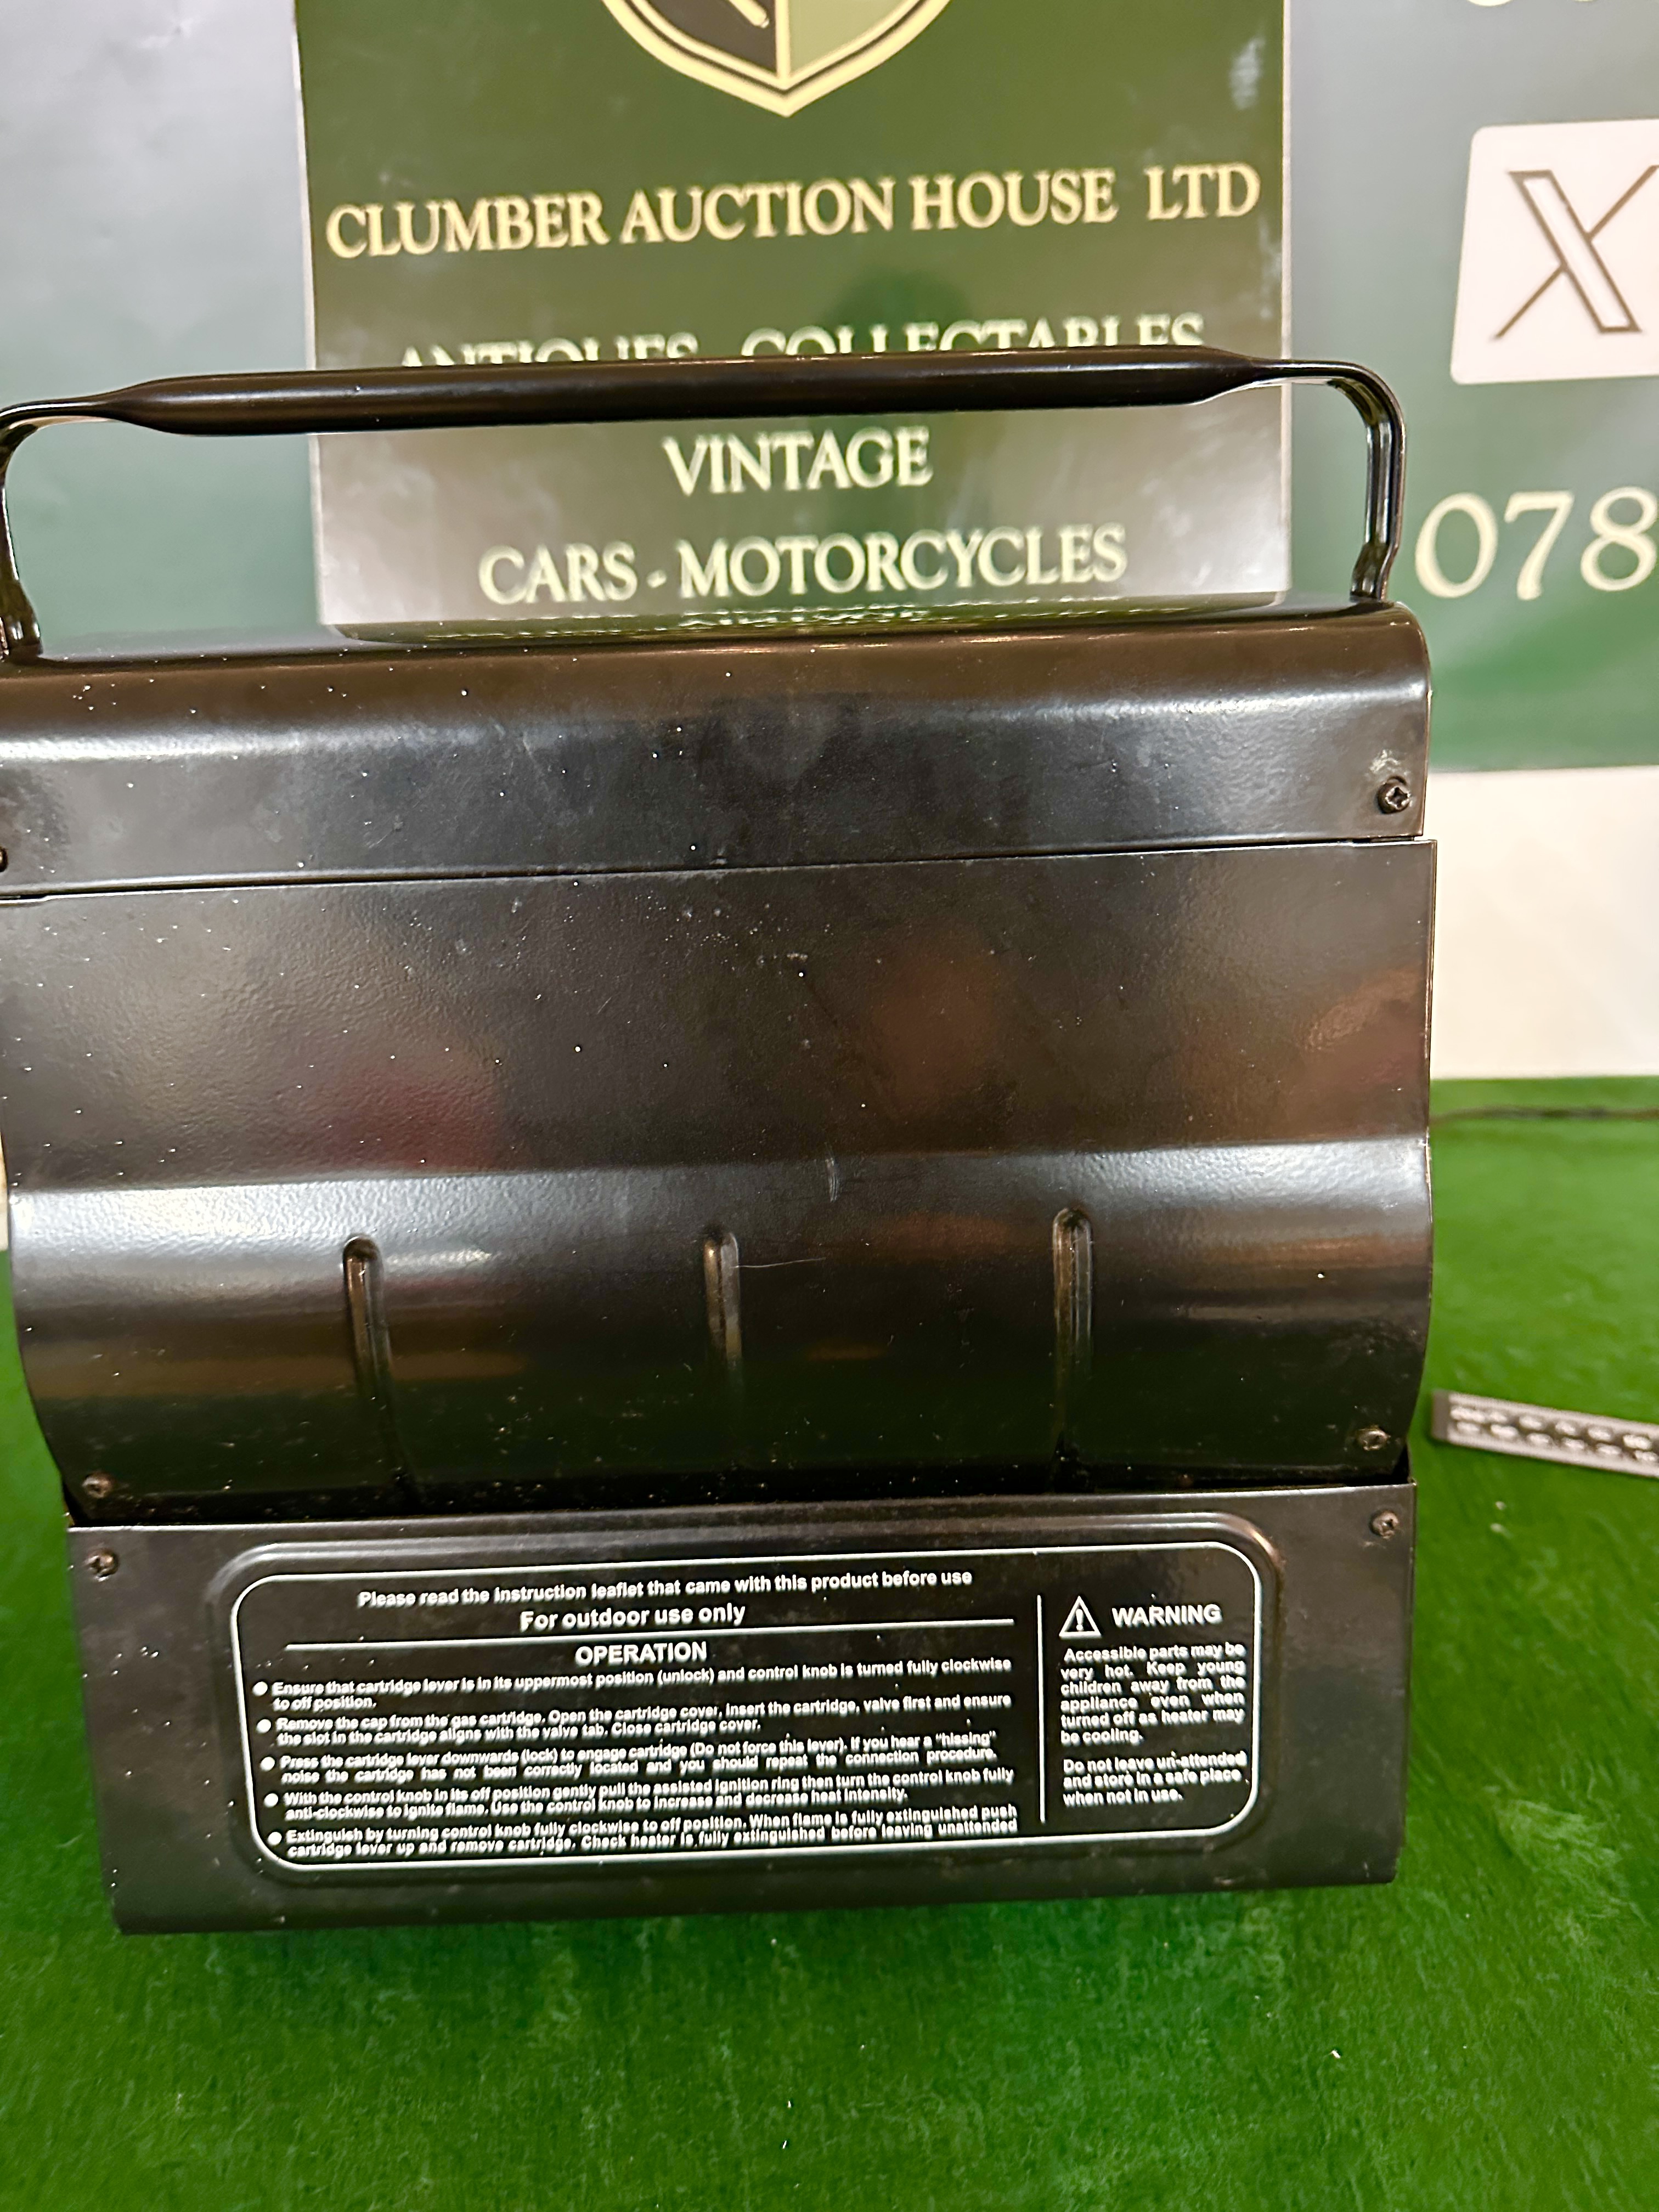 CLUMBER AUCTION HOUSE LTD
ANTIQUES COLLECTABLES
VINTAGE
CARS - MOTORCYCLES
X
078
Please read the instruction leaflet that came with this product before use
For outdoor use only
OPERATION
● Ensure that cartridge lever is in its uppermost position (unlock) and control knob is turned fully clockwise
to off position.
● Remove the cap from the gas cartridge. Open the cartridge cover, insert the cartridge, valve first and ensure
the slot in the cartridge aligns with the valve tab. Close cartridge cover.
● Press the cartridge lever downwards (lock) to engage cartridge (Do not force this lever). If you hear a "hissing"
noise the cartridge has not been correctly located and you should repeat the connection procedure.
● With the control knob in its off position gently pull the assisted ignition ring then turn the control knob fully
anti-clockwise to ignite flame. Use the control knob to increase and decrease heat intensity.
● Extinguish by turning control knob fully clockwise to off position. When flame is fully extinguished push
cartridge lever up and remove cartridge. Check heater is fully extinguished before leaving unattended
WARNING
Accessible parts may be
very hot. Keep young
children away from the
appliance even when
turned off as heater may
be cooling.
Do not leave un-attended
and store in a safe place
when not in use.